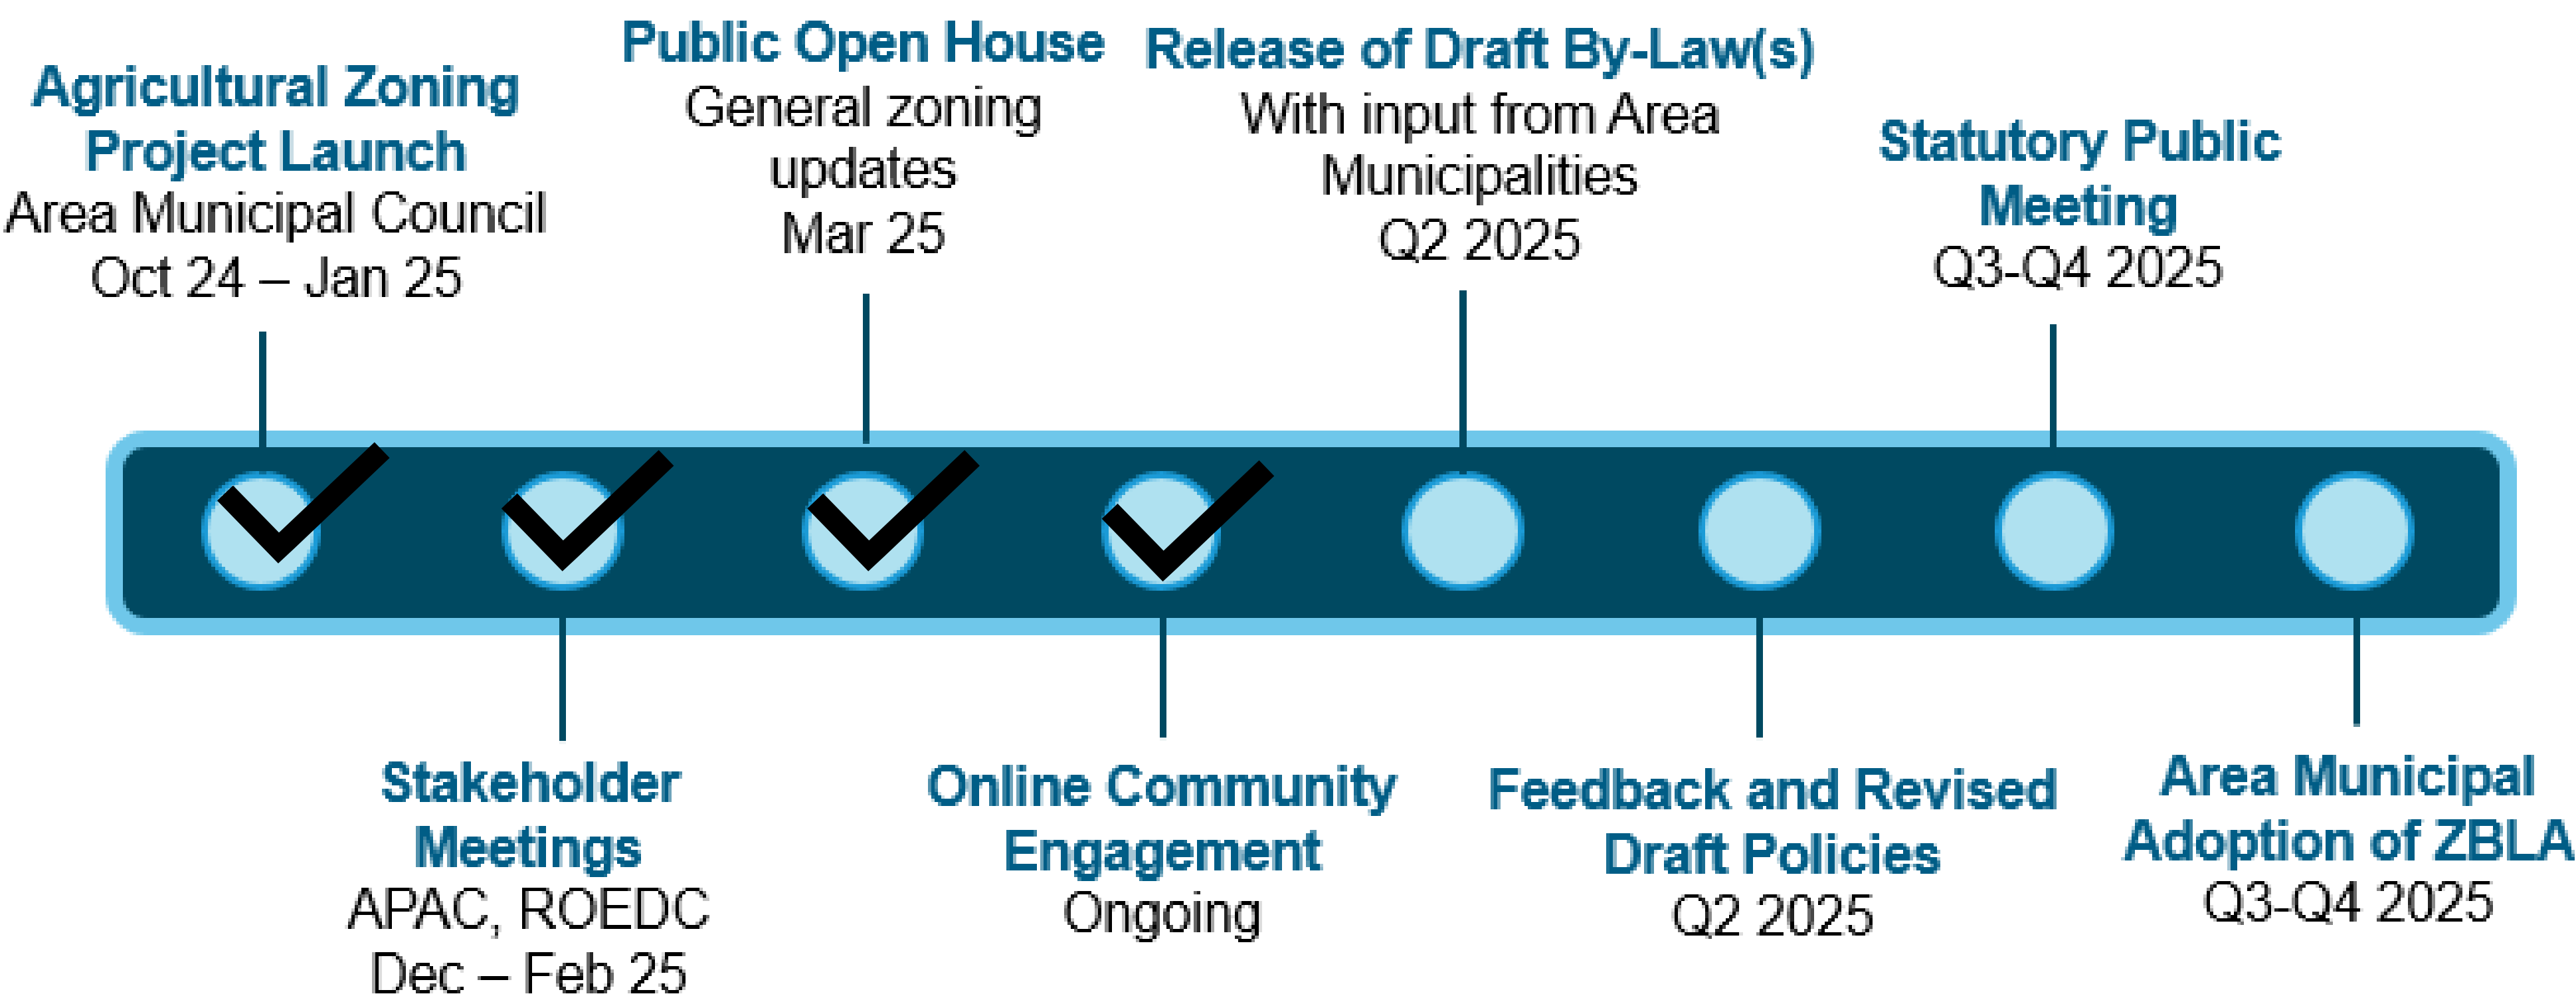 Agricultural Zoning
Project Launch
Area Municipal Council
Oct 24 – Jan 25
Public Open House
General zoning
updates
Mar 25
Release of Draft By-Law(s)
With input from Area
Municipalities
Q2 2025
Statutory Public
Meeting
Q3-Q4 2025
Stakeholder
Meetings
APAC, ROEDC
Dec – Feb 25
Online Community
Engagement
Ongoing
Feedback and Revised
Draft Policies
Q2 2025
Area Municipal
Adoption of ZBLA
Q3-Q4 2025